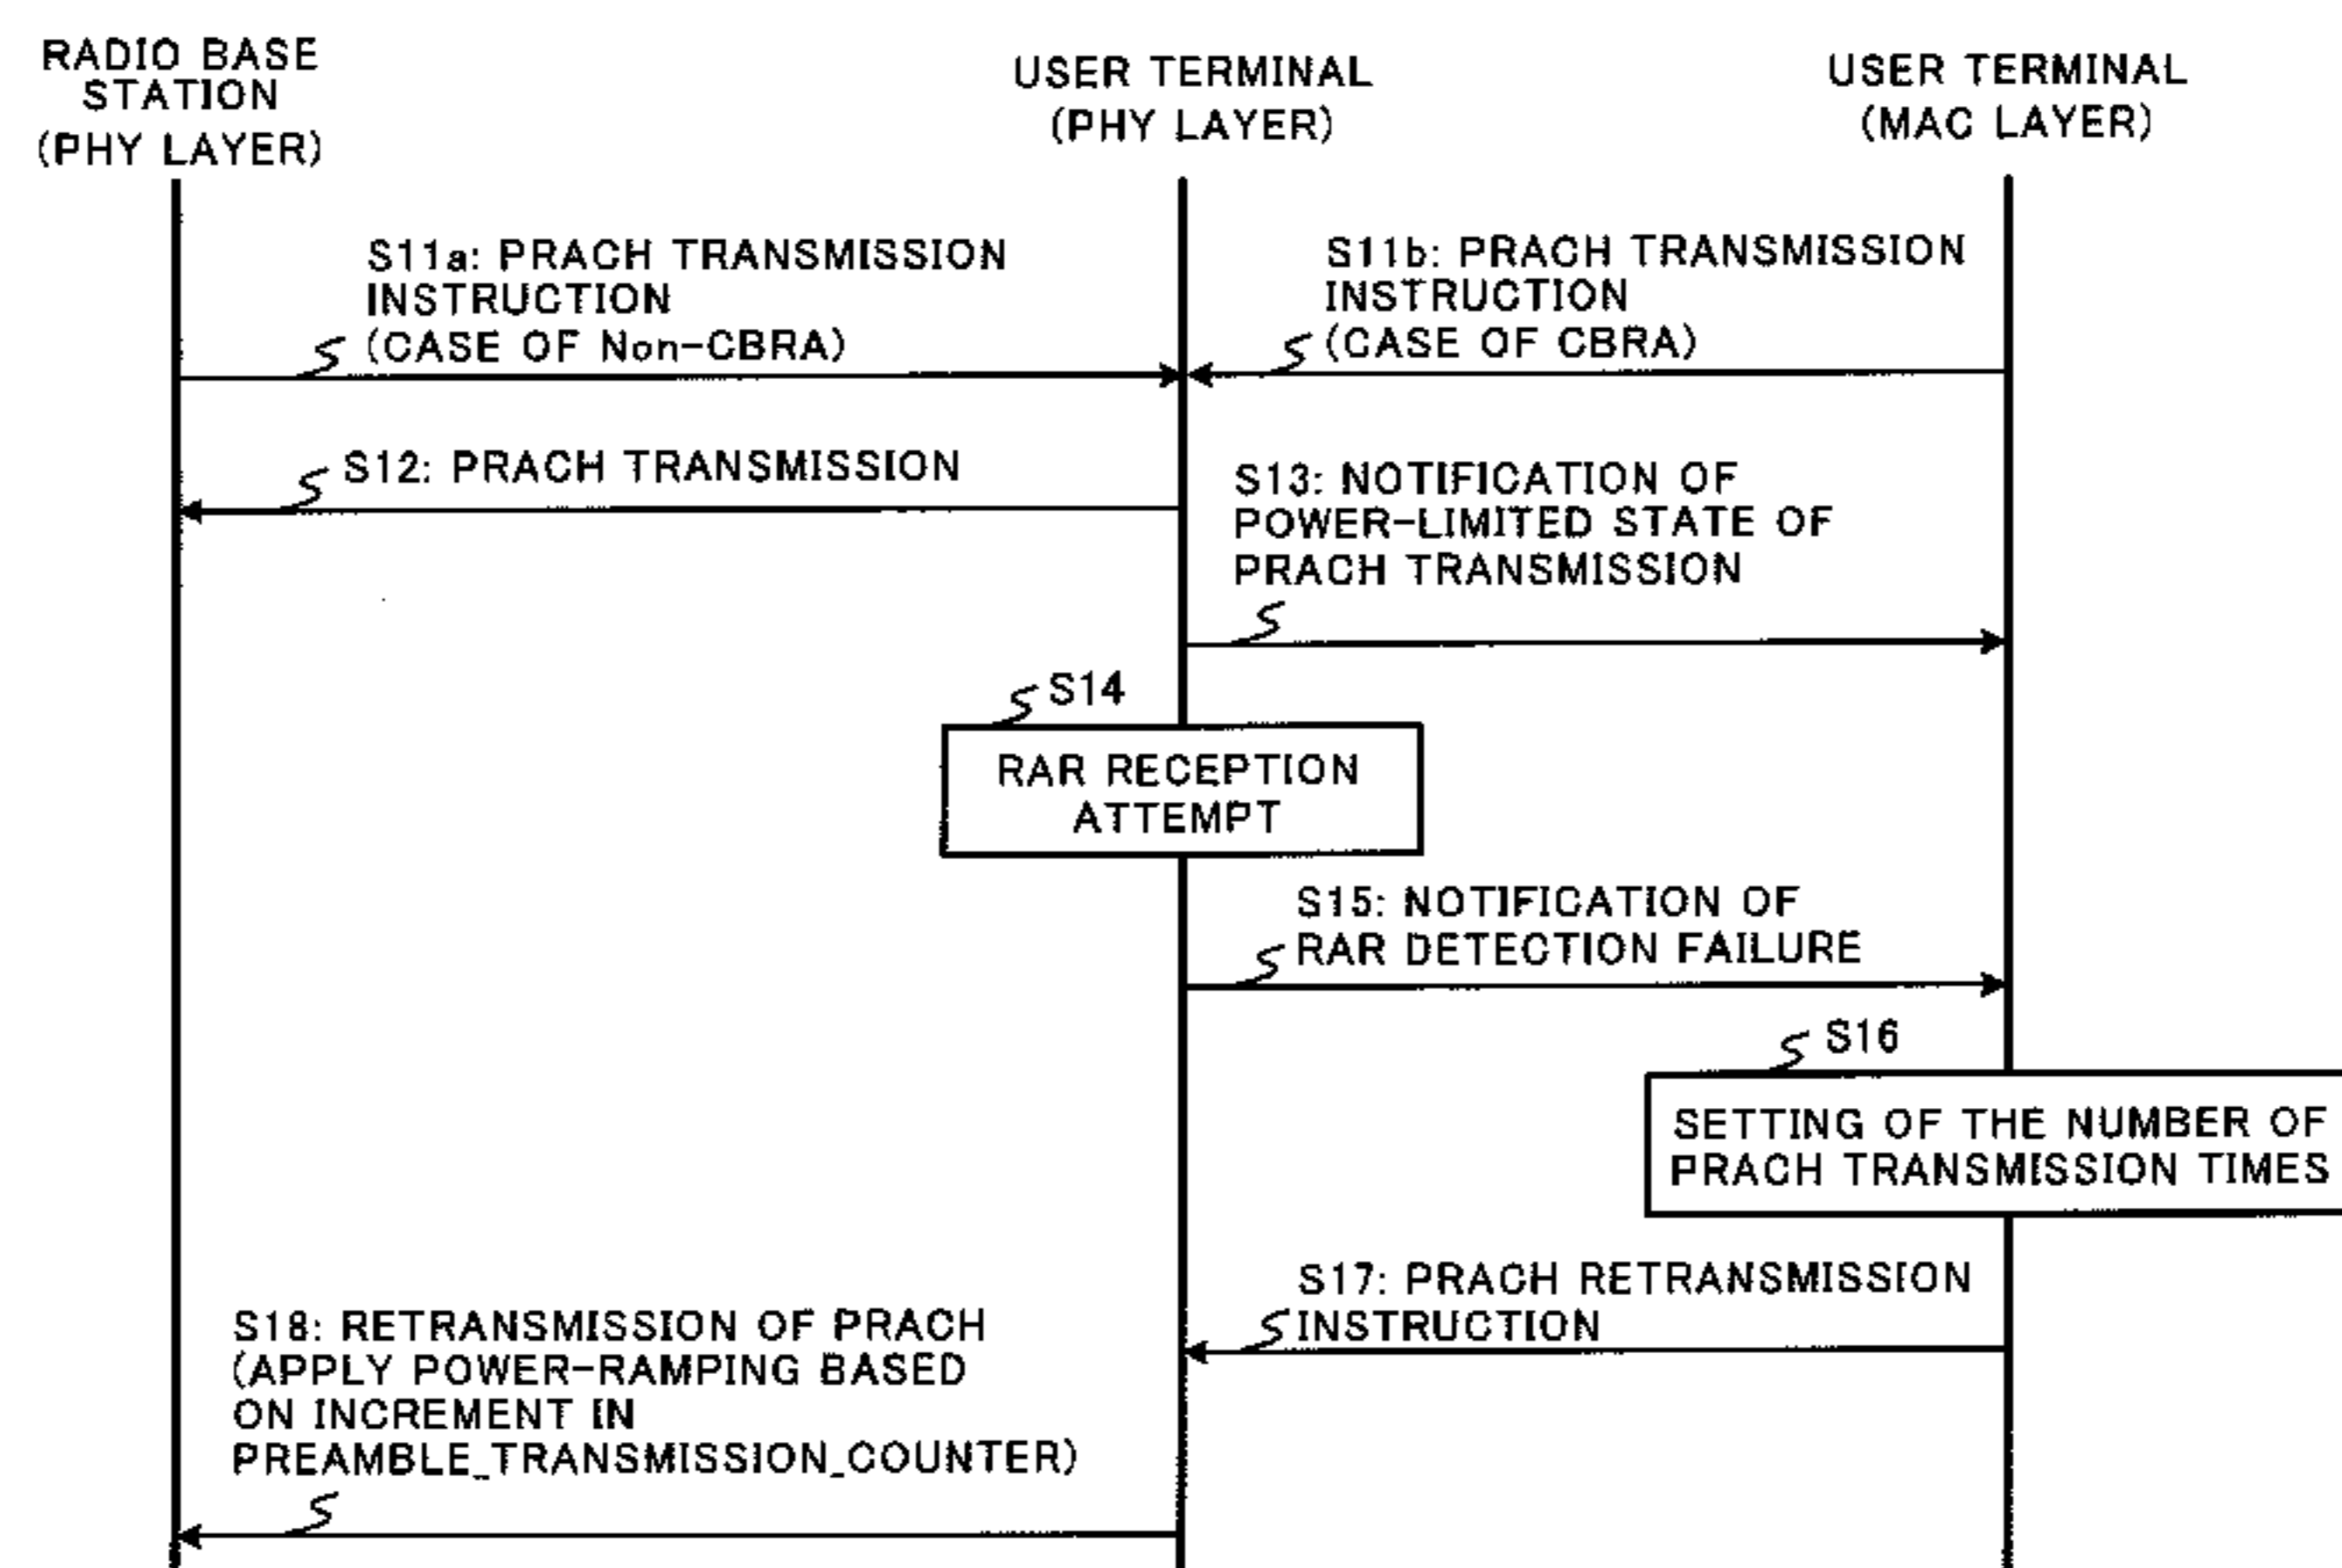 RADIO BASE
STATION
(PHY LAYER)
USER TERMINAL
(PHY LAYER)
USER TERMINAL
(MAC LAYER)
S11a: PRACH TRANSMISSION
INSTRUCTION
(CASE OF Non-CBRA)
S11b: PRACH TRANSMISSION
INSTRUCTION
(CASE OF CBRA)
S12: PRACH TRANSMISSION
S13: NOTIFICATION OF
POWER-LIMITED STATE OF
PRACH TRANSMISSION
S14
RAR RECEPTION
ATTEMPT
S15: NOTIFICATION OF
RAR DETECTION FAILURE
S16
SETTING OF THE NUMBER OF
PRACH TRANSMISSION TIMES
S17: PRACH RETRANSMISSION
INSTRUCTION
S18: RETRANSMISSION OF PRACH
(APPLY POWER-RAMPING BASED
ON INCREMENT IN
PREAMBLE_TRANSMISSION_COUNTER)